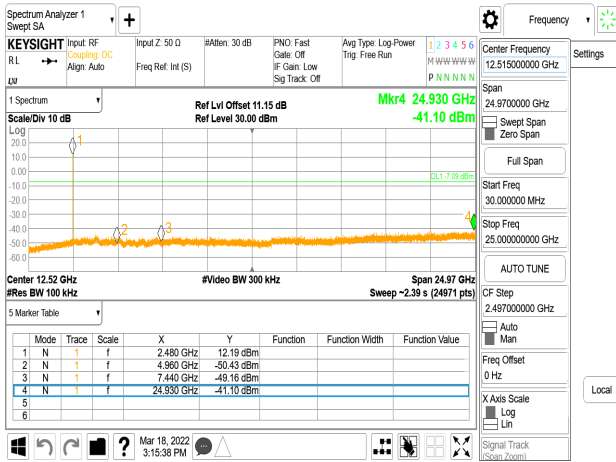 Spectrum Analyzer 1
Swept SA
Frequency
KEYSIGHT Input: RF
RL
Coupling: DC
Align: Auto
Input Z: 50 Ω
Freq Ref: Int (S)
#Atten: 30 dB
PNO: Fast
Gate: Off
IF Gain: Low
Sig Track: Off
Avg Type: Log-Power
Trig: Free Run
1 2 3 4 5 6
M W W W W W
P N N N N N
LXI
1 Spectrum
Scale/Div 10 dB
Ref Lvl Offset 11.15 dB
Ref Level 30.00 dBm
Mkr4 24.930 GHz
-41.10 dBm
Log
20.0
10.0
0.00
-10.0
-20.0
-30.0
-40.0
-50.0
-60.0
1
2
3
4
DL1 -7.09 dBm
Center 12.52 GHz
#Res BW 100 kHz
#Video BW 300 kHz
Span 24.97 GHz
Sweep ~2.39 s (24971 pts)
5 Marker Table
Mode Trace Scale X Y Function Function Width Function Value
1 N 1 f 2.480 GHz 12.19 dBm
2 N 1 f 4.960 GHz -50.43 dBm
3 N 1 f 7.440 GHz -49.16 dBm
4 N 1 f 24.930 GHz -41.10 dBm
5
6
Mar 18, 2022
3:15:38 PM
Center Frequency
12.515000000 GHz
Settings
Span
24.9700000 GHz
Swept Span
Zero Span
Full Span
Start Freq
30.000000 MHz
Stop Freq
25.000000000 GHz
AUTO TUNE
CF Step
2.497000000 GHz
Auto
Man
Freq Offset
0 Hz
X Axis Scale
Log
Lin
Local
Signal Track
(Span Zoom)